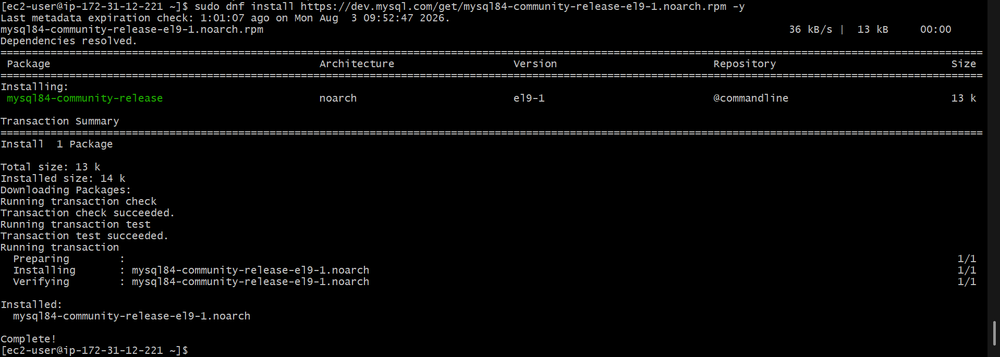 [ec2-user@ip-172-31-12-221 ~]$ sudo dnf install https://dev.mysql.com/get/mysql84-community-release-el9-1.noarch.rpm -y
Last metadata expiration check: 1:01:07 ago on Mon Aug  3 09:52:47 2026.
mysql84-community-release-el9-1.noarch.rpm 36 kB/s |  13 kB     00:00
Dependencies resolved.
================================================================================
Package Architecture Version Repository Size
================================================================================
Installing:
mysql84-community-release noarch el9-1 @commandline 13 k
Transaction Summary
================================================================================
Install  1 Package
Total size: 13 k
Installed size: 14 k
Downloading Packages:
Running transaction check
Transaction check succeeded.
Running transaction test
Transaction test succeeded.
Running transaction
  Preparing        : 1/1
  Installing       : mysql84-community-release-el9-1.noarch 1/1
  Verifying        : mysql84-community-release-el9-1.noarch 1/1
Installed:
  mysql84-community-release-el9-1.noarch
Complete!
[ec2-user@ip-172-31-12-221 ~]$